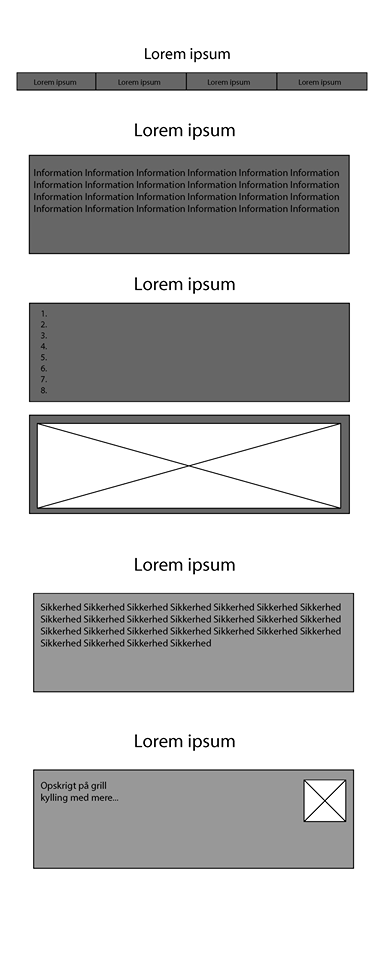 Lorem ipsum
Lorem ipsum Lorem ipsum Lorem ipsum Lorem ipsum
Lorem ipsum
Information Information Information Information Information Information
Information Information Information Information Information Information
Information Information Information Information Information Information
Information Information Information Information Information Information
Lorem ipsum
1.
2.
3.
4.
5.
6.
7.
8.
Lorem ipsum
Sikkerhed Sikkerhed Sikkerhed Sikkerhed Sikkerhed Sikkerhed Sikkerhed
Sikkerhed Sikkerhed Sikkerhed Sikkerhed Sikkerhed Sikkerhed Sikkerhed
Sikkerhed Sikkerhed Sikkerhed Sikkerhed Sikkerhed Sikkerhed Sikkerhed
Sikkerhed Sikkerhed Sikkerhed Sikkerhed
Lorem ipsum
Opskrigt på grill
kylling med mere...